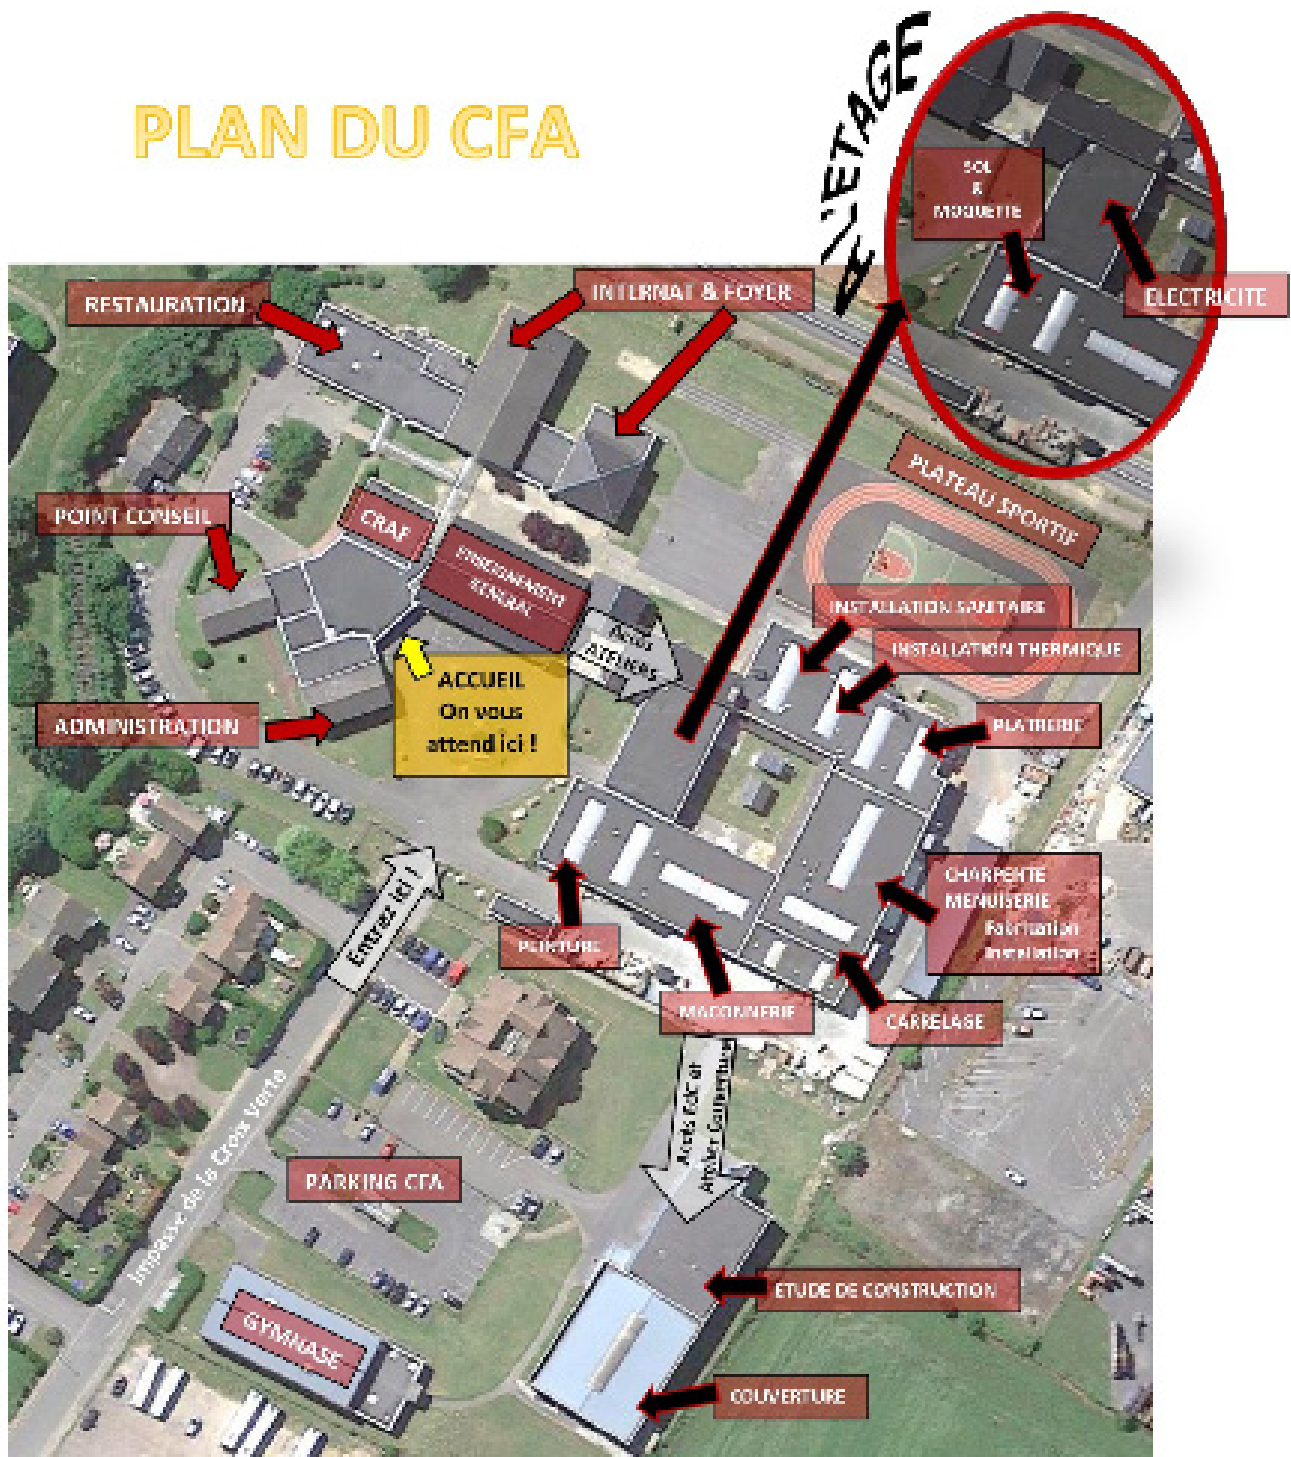 PLAN DU CFA
A L'ETAGE
SOL
&
MOQUETTE
ELECTRICITE
RESTAURATION
INTERNAT & FOYER
PLATEAU SPORTIF
POINT CONSEIL
CRAF
ENSEIGNEMENT
GENERAL
INSTALLATION SANITAIRE
Accès
ATELIERS
INSTALLATION THERMIQUE
ACCUEIL
On vous
attend ici !
ADMINISTRATION
PLATRERIE
CHARPENTE
MENUISERIE
Fabrication
Installation
Entrez ici !
PEINTURE
MACONNERIE
CARRELAGE
Accès EdC et
Atelier Couverture
Impasse de la Croix Verte
PARKING CFA
ETUDE DE CONSTRUCTION
GYMNASE
COUVERTURE